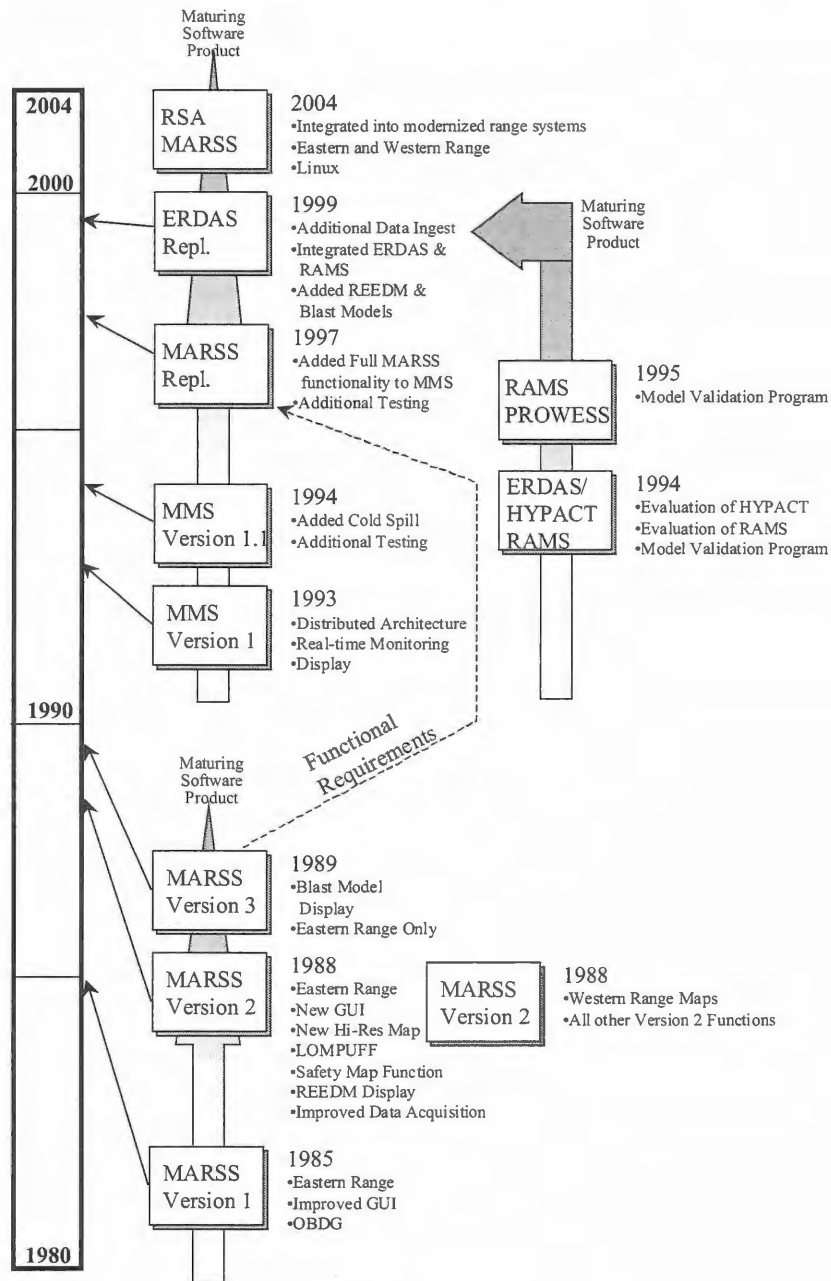 Maturing
Software
Product
2004
RSA
MARSS
2004
•Integrated into modernized range systems
•Eastern and Western Range
•Linux
2000
ERDAS
Repl.
1999
•Additional Data Ingest
•Integrated ERDAS &
RAMS
•Added REEDM &
Blast Models
Maturing
Software
Product
MARSS
Repl.
1997
•Added Full MARSS
functionality to MMS
•Additional Testing
RAMS
PROWESS
1995
•Model Validation Program
MMS
Version 1.1
1994
•Added Cold Spill
•Additional Testing
ERDAS/
HYPACT
RAMS
1994
•Evaluation of HYPACT
•Evaluation of RAMS
•Model Validation Program
MMS
Version 1
1993
•Distributed Architecture
•Real-time Monitoring
•Display
1990
Functional
Requirements
Maturing
Software
Product
MARSS
Version 3
1989
•Blast Model
Display
•Eastern Range Only
MARSS
Version 2
1988
•Eastern Range
•New GUI
•New Hi-Res Map
•LOMPUFF
•Safety Map Function
•REEDM Display
•Improved Data Acquisition
MARSS
Version 2
1988
•Western Range Maps
•All other Version 2 Functions
MARSS
Version 1
1985
•Eastern Range
•Improved GUI
•OBDG
1980